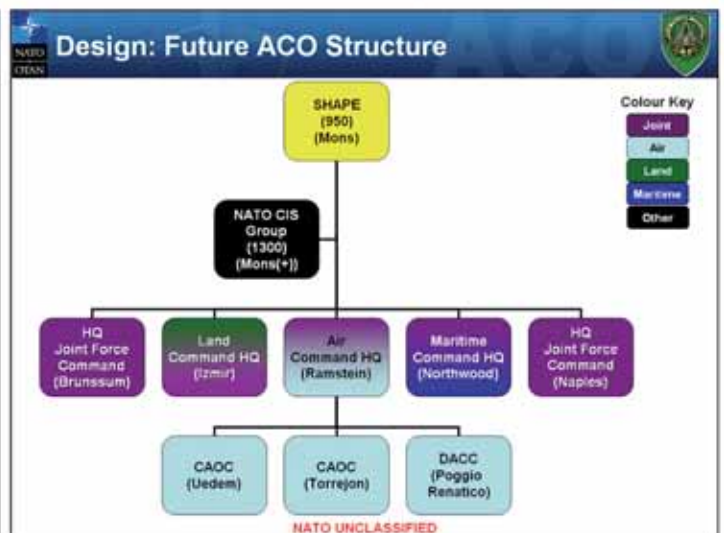 NATO
OTAN
Design: Future ACO Structure
SHAPE
(950)
(Mons)
Colour Key
Joint
Air
Land
Maritime
Other
NATO CIS
Group
(1300)
(Mons(+))
HQ
Joint Force
Command
(Brunssum)
Land
Command HQ
(Izmir)
Air
Command HQ
(Ramstein)
Maritime
Command HQ
(Northwood)
HQ
Joint Force
Command
(Naples)
CAOC
(Uedem)
CAOC
(Torrejon)
DACC
(Poggio
Renatico)
NATO UNCLASSIFIED